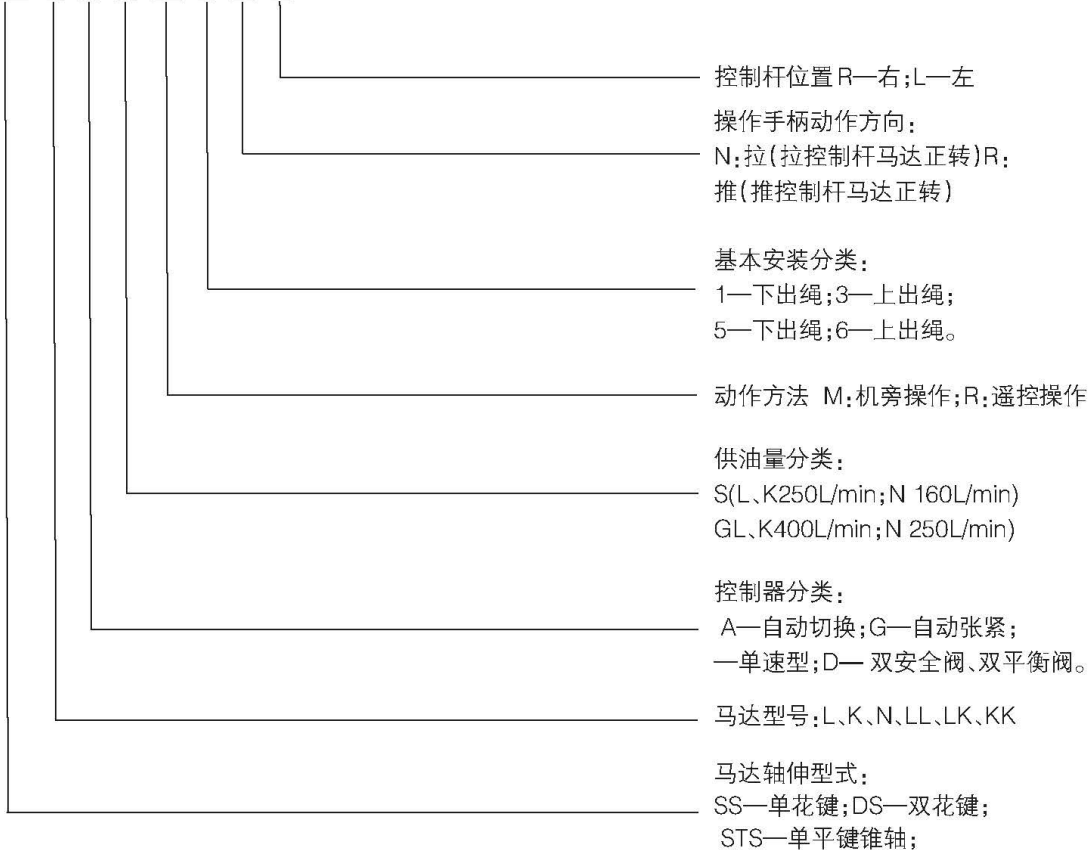 控制杆位置R—右;L—左
操作手柄动作方向:
N:拉(拉控制杆马达正转)R:
推(推控制杆马达正转)
基本安装分类:
1—下出绳;3—上出绳;
5—下出绳;6—上出绳。
动作方法 M:机旁操作;R:遥控操作
供油量分类:
S(L、K250L/min;N 160L/min)
GL、K400L/min;N 250L/min)
控制器分类:
A—自动切换;G—自动张紧;
—单速型;D— 双安全阀、双平衡阀。
马达型号:L、K、N、LL、LK、KK
马达轴伸型式:
SS—单花键;DS—双花键;
STS—单平键锥轴;